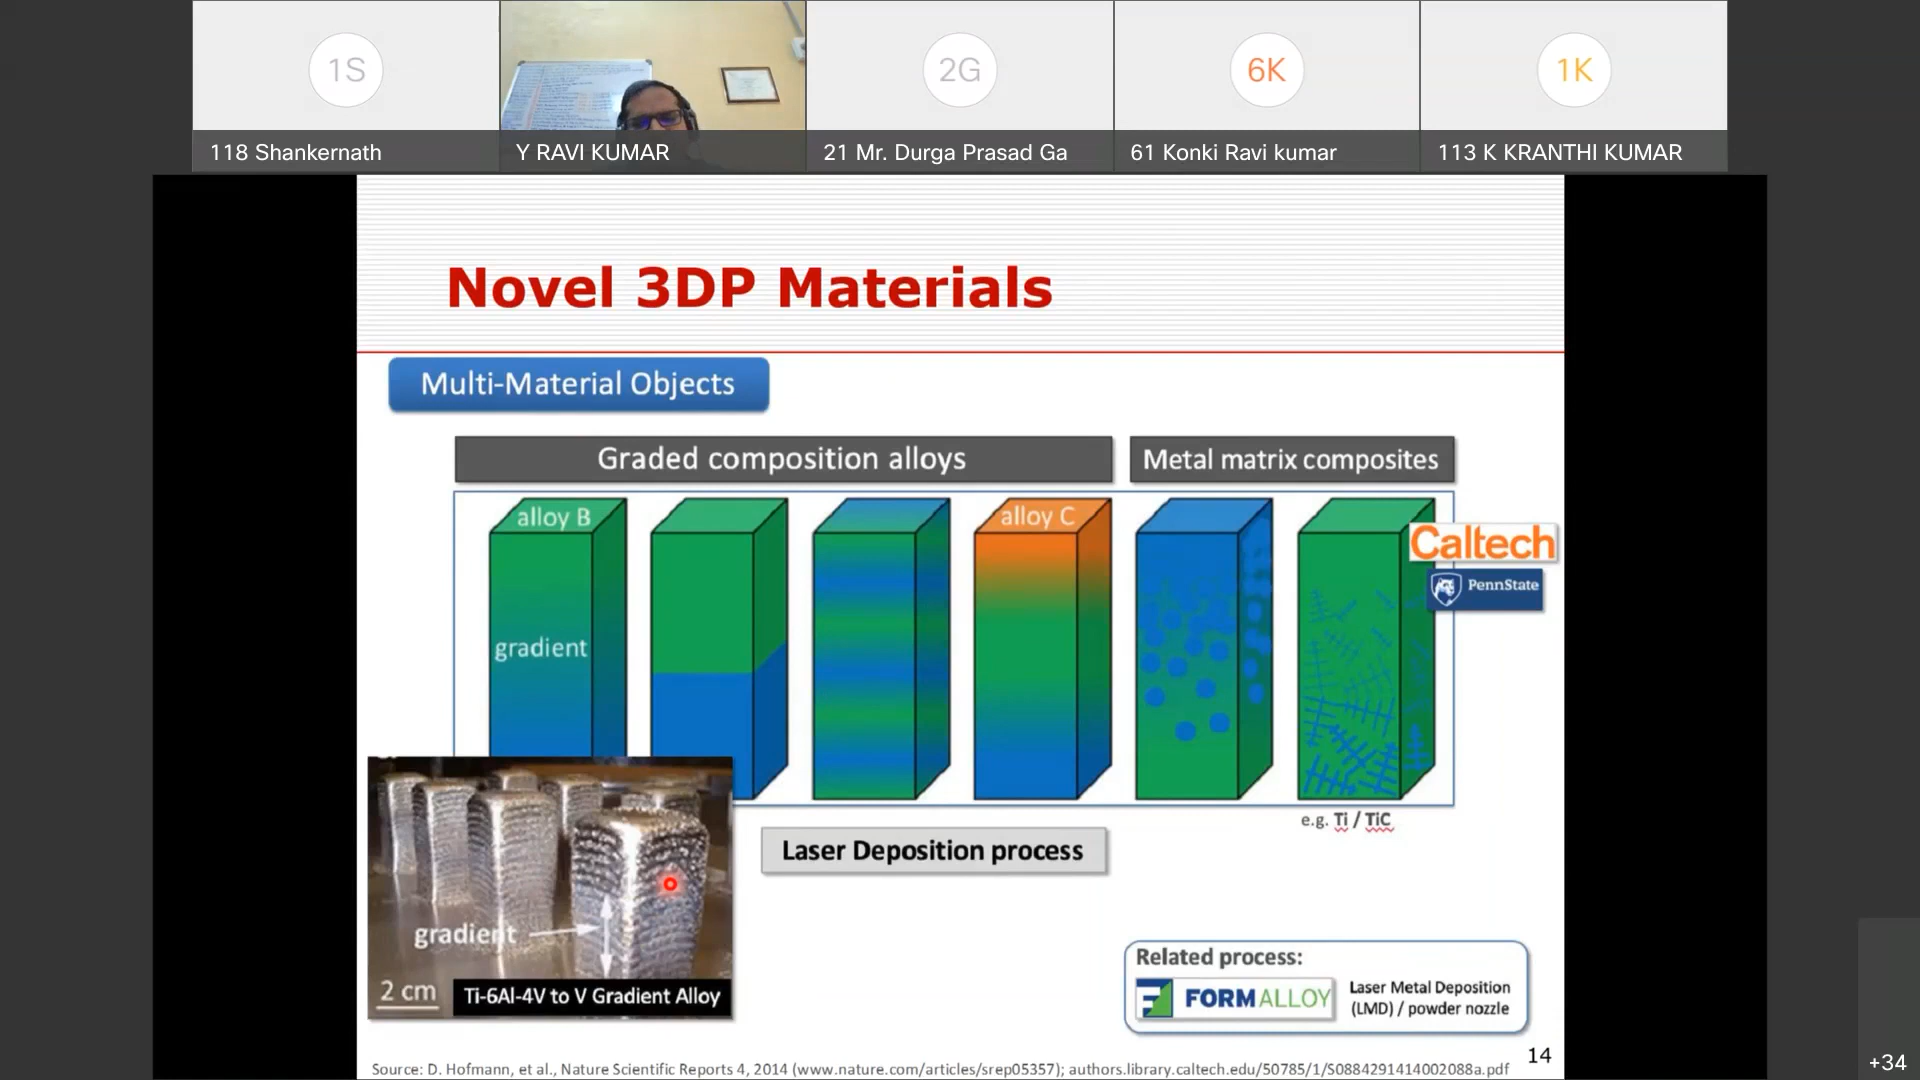 1S
2G
6K
1K
118 Shankernath
Y RAVI KUMAR
21 Mr. Durga Prasad Ga
61 Konki Ravi kumar
113 K KRANTHI KUMAR
Novel 3DP Materials
Multi-Material Objects
Graded composition alloys
Metal matrix composites
alloy B
alloy C
gradient
Caltech
PennState
e.g. Ti / TiC
Laser Deposition process
gradient
2 cm
Ti-6Al-4V to V Gradient Alloy
Related process:
FORMALLOY
Laser Metal Deposition
(LMD) / powder nozzle
14
Source: D. Hofmann, et al., Nature Scientific Reports 4, 2014 (www.nature.com/articles/srep05357); authors.library.caltech.edu/50785/1/S0884291414002088a.pdf
+34